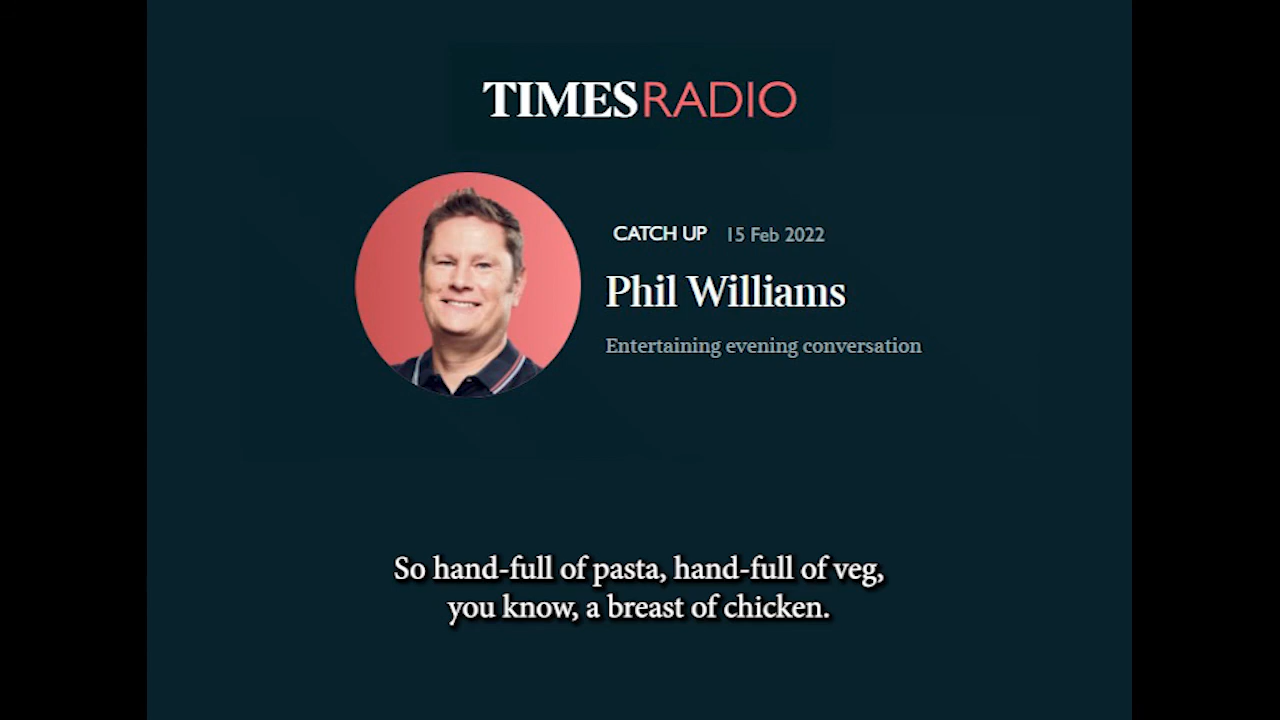 TIMESRADIO
CATCH UP 15 Feb 2022
Phil Williams
Entertaining evening conversation
So hand-full of pasta, hand-full of veg,
you know, a breast of chicken.